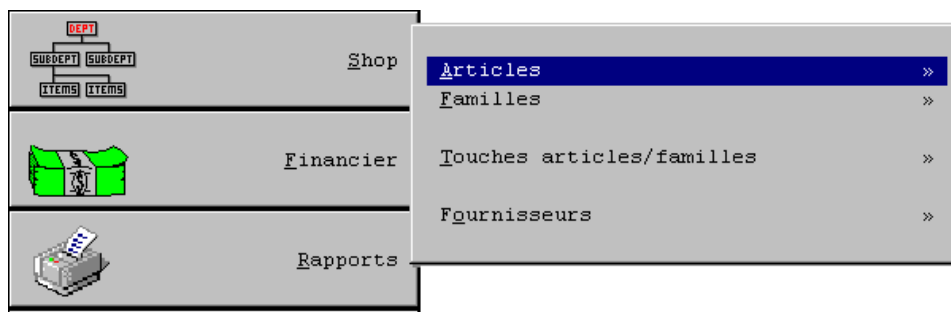 DEPT
SUBDEPT SUBDEPT
ITEMS ITEMS
Shop
Financier
Rapports
Articles »
Familles »
Touches articles/familles »
Fournisseurs »